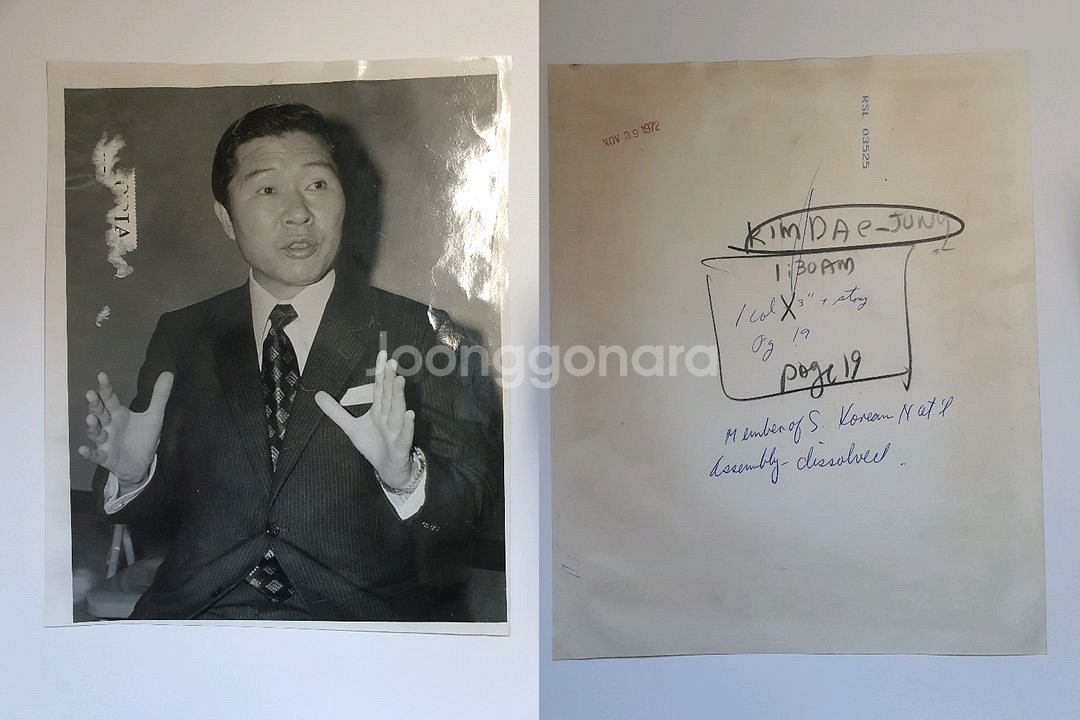 Joonggonara
NOV 29 1972
RSL 03525
KIM DAe-JUNg
1:30AM
1 Col X 3" + story
Pg 19
page 19
Member of S. Korean Nat'l
Assembly- dissolved.